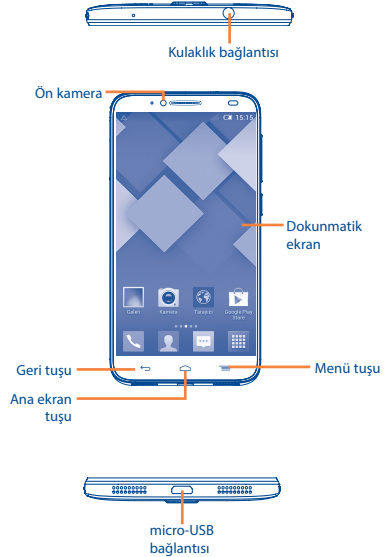 Kulaklık bağlantısı
Ön kamera
15:15
Dokunmatik
ekran
Galeri
Kamera
Tarayıcı
Google Play
Store
Geri tuşu
Menü tuşu
Ana ekran
tuşu
micro-USB
bağlantısı